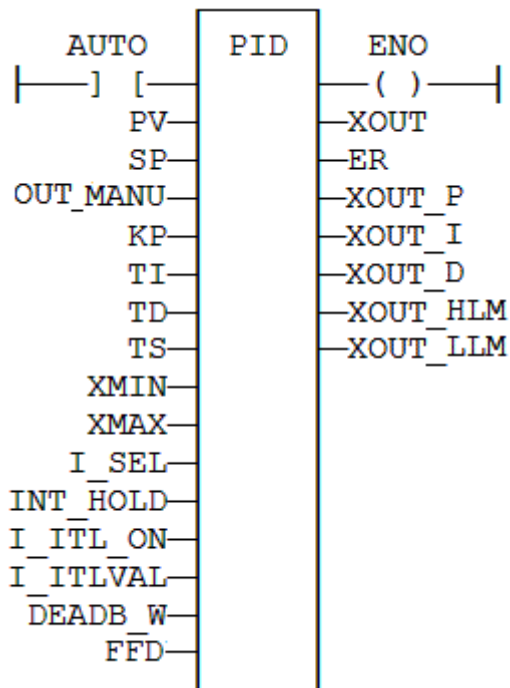 AUTO PID ENO
] [ ( )
PV XOUT
SP ER
OUT_MANU XOUT_P
KP XOUT_I
TI XOUT_D
TD XOUT_HLM
TS XOUT_LLM
XMIN
XMAX
I_SEL
INT_HOLD
I_ITL_ON
I_ITLVAL
DEADB_W
FFD